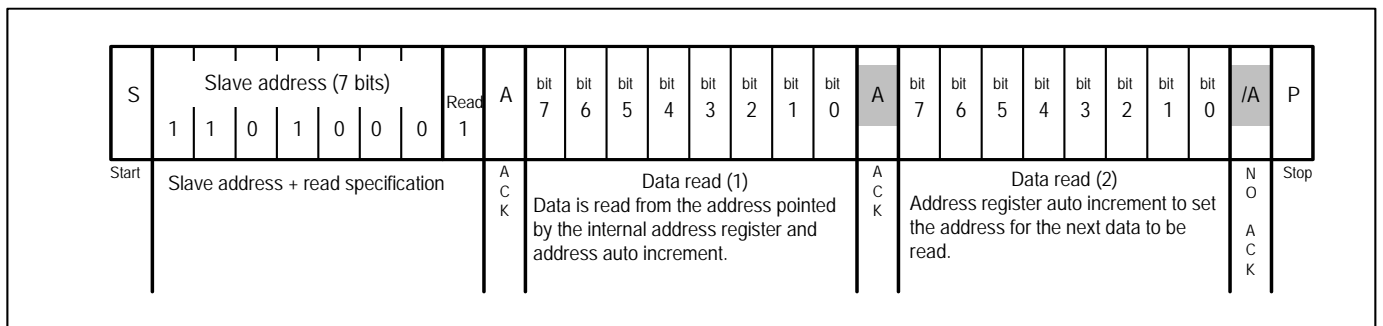 S Slave address (7 bits) Read A bit bit bit bit bit bit bit bit A bit bit bit bit bit bit bit bit /A P
1 1 0 1 0 0 0 1 7 6 5 4 3 2 1 0 7 6 5 4 3 2 1 0
Start
Slave address + read specification
A
C
K
Data read (1)
Data is read from the address pointed
by the internal address register and
address auto increment.
A
C
K
Data read (2)
Address register auto increment to set
the address for the next data to be
read.
N
O
A
C
K
Stop